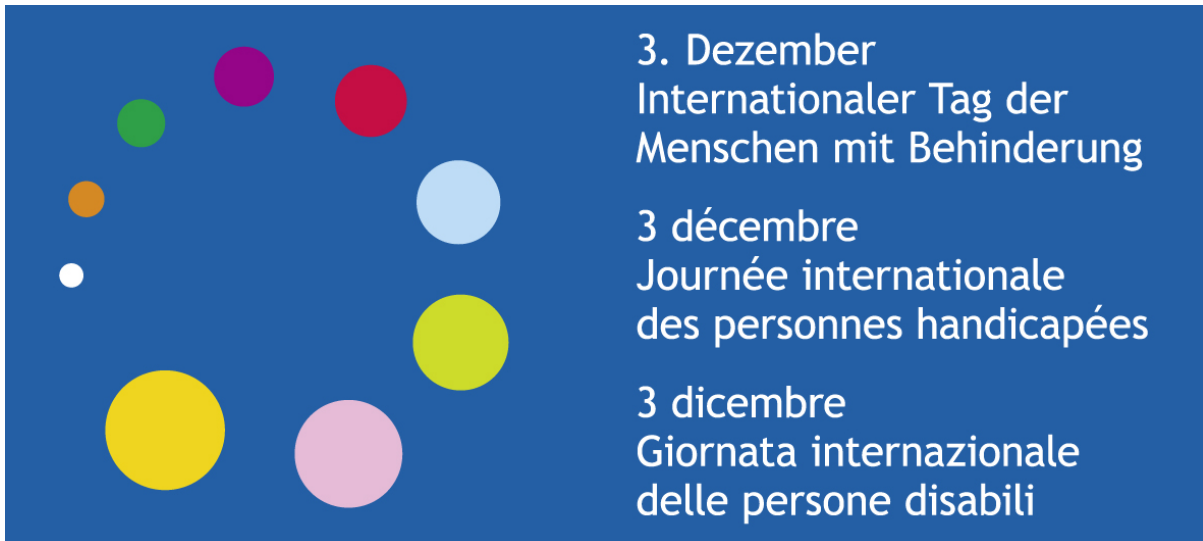 3. Dezember
Internationaler Tag der
Menschen mit Behinderung
3 décembre
Journée internationale
des personnes handicapées
3 dicembre
Giornata internazionale
delle persone disabili